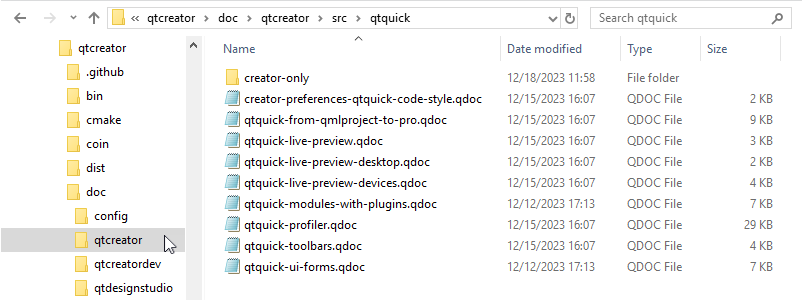 « qtcreator > doc > qtcreator > src > qtquick
Search qtquick
qtcreator
.github
bin
cmake
coin
dist
doc
config
qtcreator
qtcreatordev
qtdesignstudio
Name Date modified Type Size
creator-only 12/18/2023 11:58 File folder
creator-preferences-qtquick-code-style.qdoc 12/15/2023 16:07 QDOC File 2 KB
qtquick-from-qmlproject-to-pro.qdoc 12/15/2023 16:07 QDOC File 9 KB
qtquick-live-preview.qdoc 12/15/2023 16:07 QDOC File 3 KB
qtquick-live-preview-desktop.qdoc 12/15/2023 16:07 QDOC File 2 KB
qtquick-live-preview-devices.qdoc 12/15/2023 16:07 QDOC File 4 KB
qtquick-modules-with-plugins.qdoc 12/12/2023 17:13 QDOC File 7 KB
qtquick-profiler.qdoc 12/15/2023 16:07 QDOC File 29 KB
qtquick-toolbars.qdoc 12/15/2023 16:07 QDOC File 4 KB
qtquick-ui-forms.qdoc 12/12/2023 17:13 QDOC File 7 KB